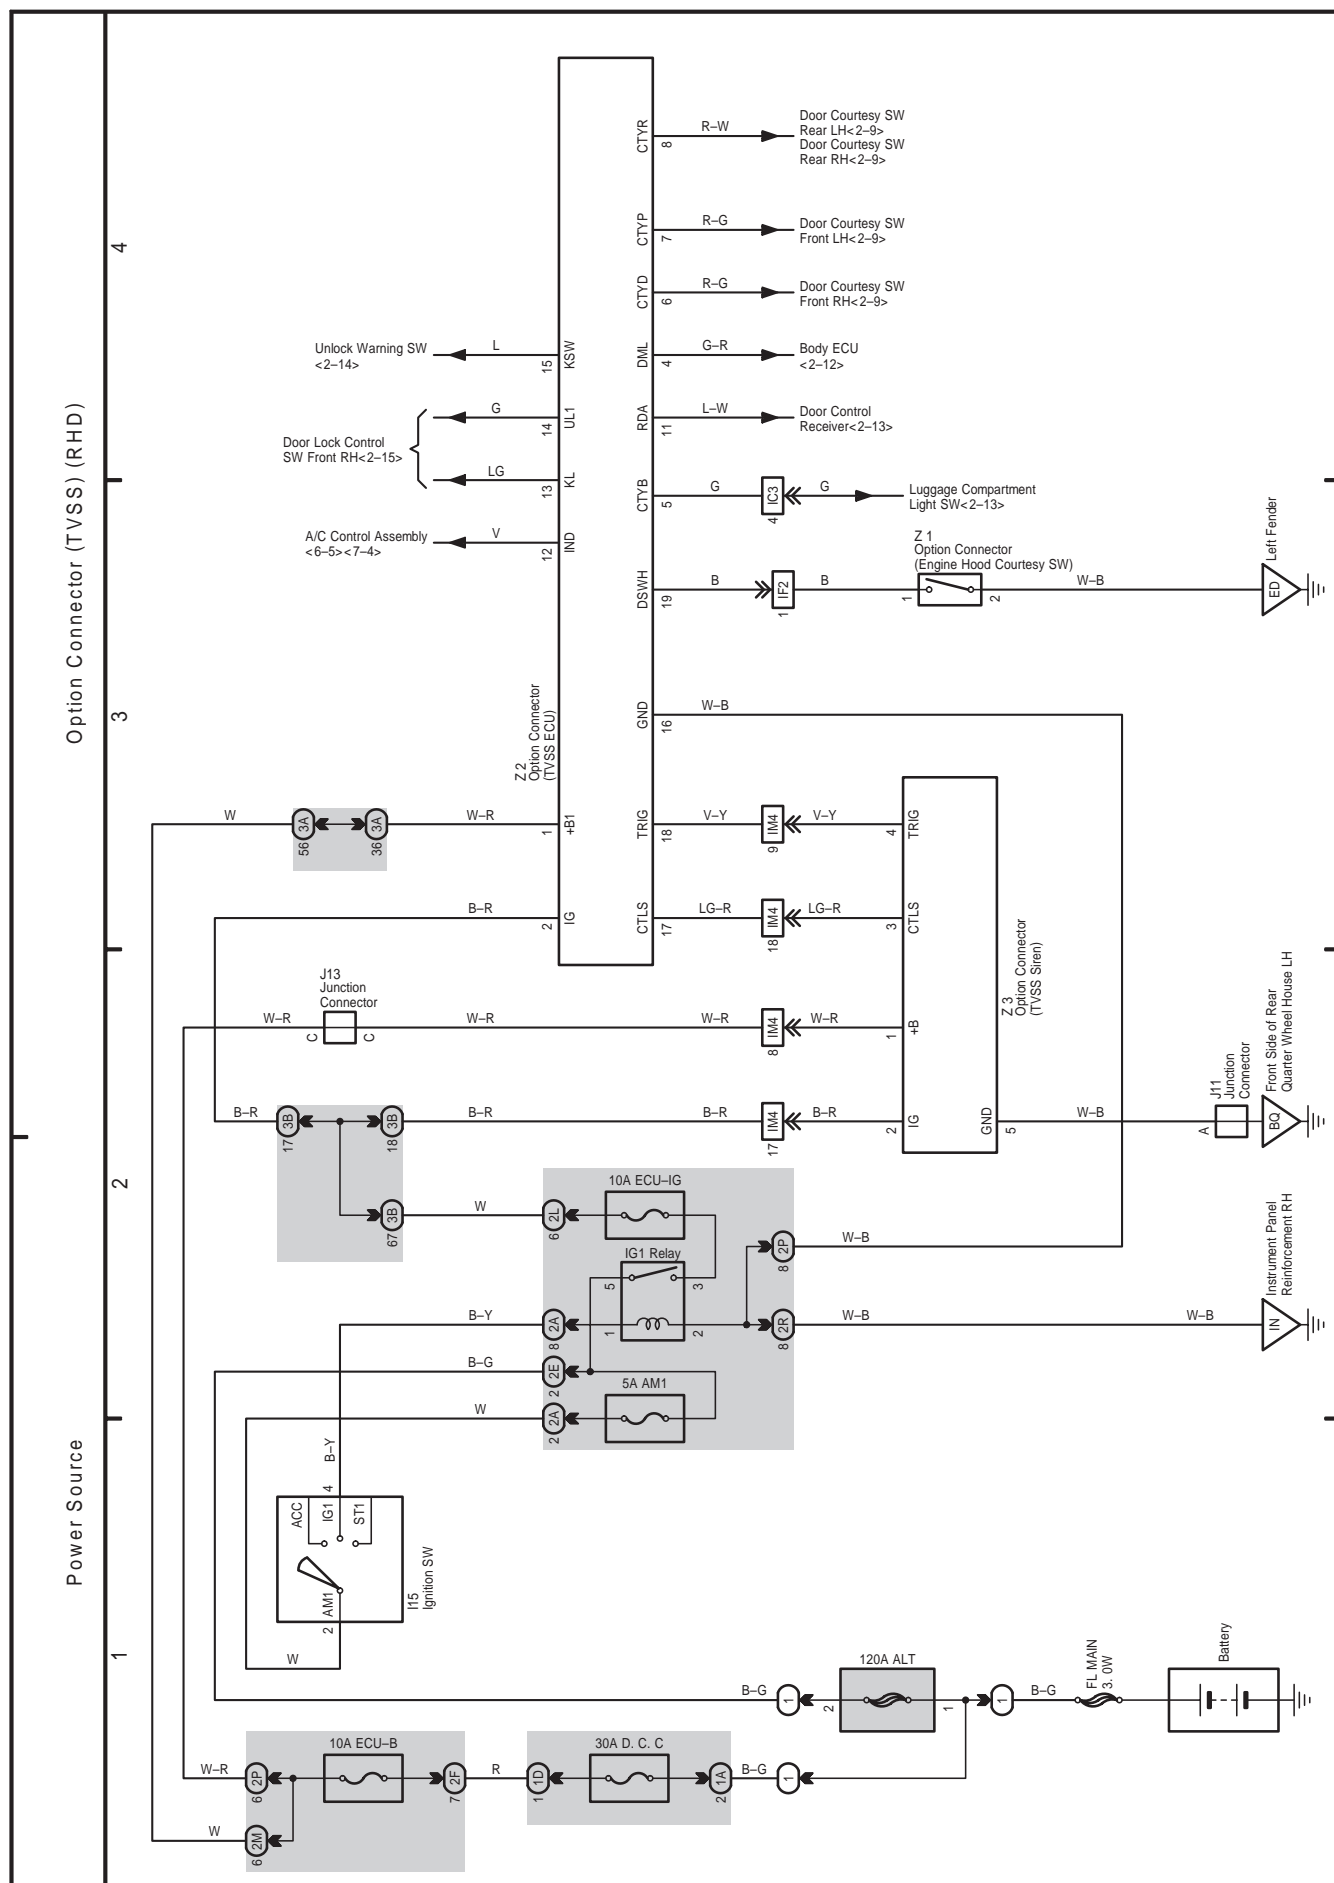 Option Connector (TVSS) (RHD)
Power Source
4
3
2
1
CTYR
8
R–W
Door Courtesy SW
Rear LH<2–9>
Door Courtesy SW
Rear RH<2–9>
CTYP
7
R–G
Door Courtesy SW
Front LH<2–9>
CTYD
6
R–G
Door Courtesy SW
Front RH<2–9>
Unlock Warning SW
<2–14>
L
15
KSW
DML
4
G–R
Body ECU
<2–12>
Door Lock Control
SW Front RH<2–15>
G
14
UL1
RDA
11
L–W
Door Control
Receiver<2–13>
LG
13
KL
CTYB
5
G
IC3
4
G
Luggage Compartment
Light SW<2–13>
A/C Control Assembly
<6–5><7–4>
V
12
IND
DSWH
19
B
IF2
1
B
Z 1
Option Connector
(Engine Hood Courtesy SW)
1
2
W–B
ED
Left Fender
Z 2
Option Connector
(TVSS ECU)
GND
16
W–B
W
56
3A
36
3A
W–R
1
+B1
TRIG
18
V–Y
IM4
9
V–Y
4
TRIG
B–R
2
IG
CTLS
17
LG–R
IM4
18
LG–R
3
CTLS
Z 3
Option Connector
(TVSS Siren)
J13
Junction
Connector
W–R
C
C
W–R
W–R
IM4
8
W–R
1
+B
B–R
17
3B
18
3B
B–R
B–R
IM4
17
B–R
2
IG
GND
5
W–B
A
J11
Junction
Connector
BQ
Front Side of Rear
Quarter Wheel House LH
67
3B
W
6
2L
10A ECU–IG
IG1 Relay
5
3
1
2
8
2P
W–B
B–Y
8
2A
8
2R
W–B
W–B
IN
Instrument Panel
Reinforcement RH
B–G
2
2E
5A AM1
W
2
2A
B–Y
4
ACC
IG1
ST1
AM1
2
I15
Ignition SW
W
B–G
1
2
120A ALT
1
1
B–G
FL MAIN
3. 0W
Battery
W–R
6
2P
10A ECU–B
7
2F
R
1
1D
30A D. C. C
2
1A
B–G
1
W
6
2M